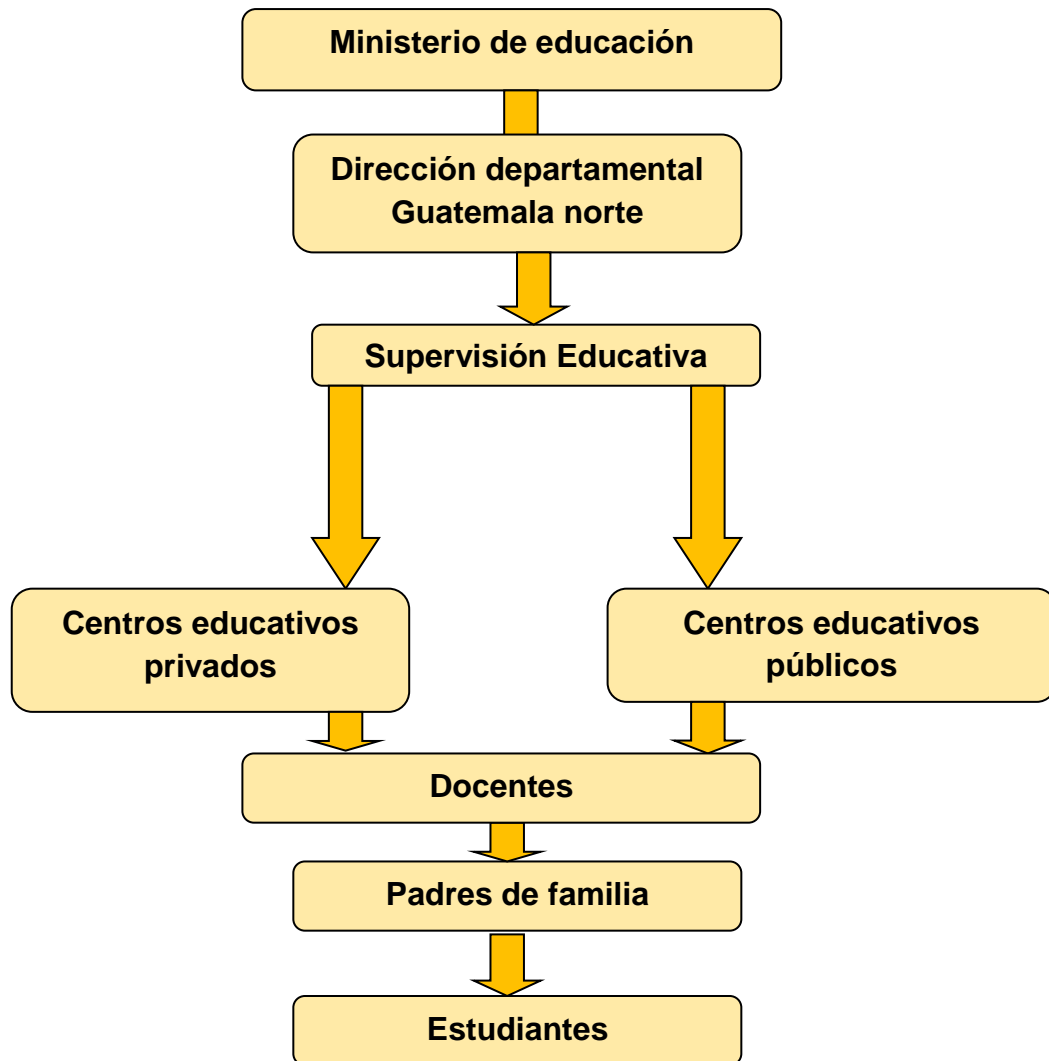 Ministerio de educación
Dirección departamental
Guatemala norte
Supervisión Educativa
Centros educativos
privados
Centros educativos
públicos
Docentes
Padres de familia
Estudiantes